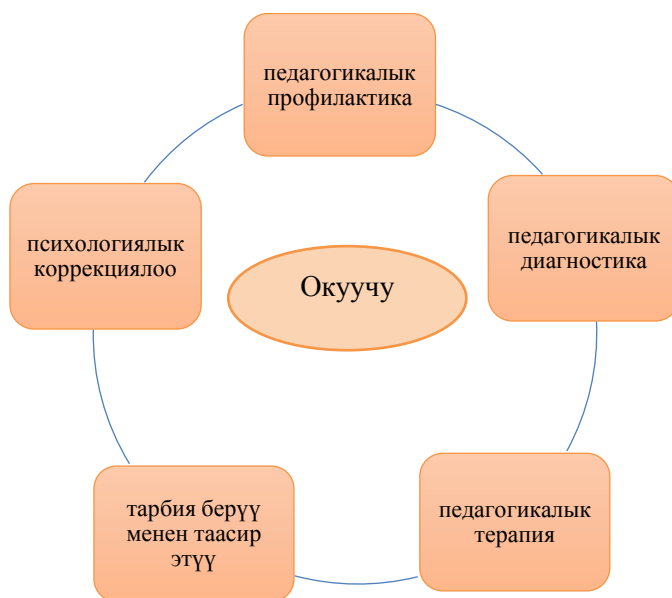 педагогикалык
профилактика
педагогикалык
диагностика
педагогикалык
терапия
тарбия берүү
менен таасир
этүү
психологиялык
коррекциялоо
Окуучу